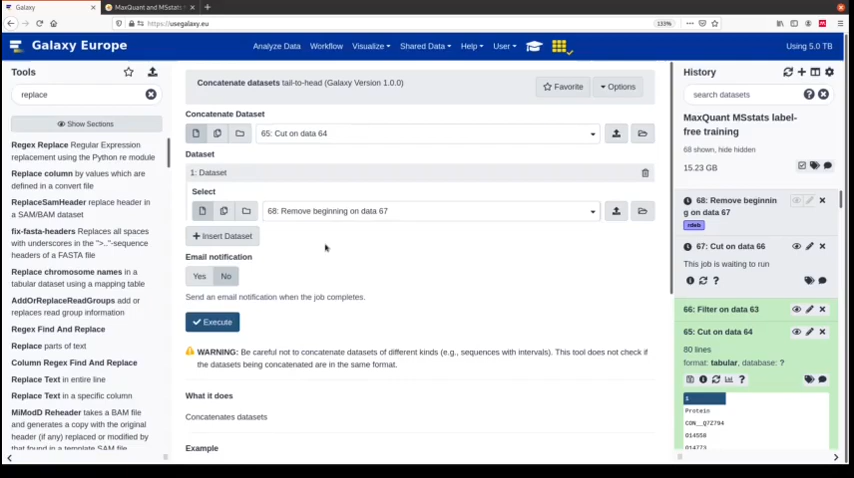 Galaxy
MaxQuant and MSstats
https://usegalaxy.eu
133%
Galaxy Europe
Analyze Data
Workflow
Visualize
Shared Data
Help
User
Using 5.0 TB
Tools
replace
Show Sections
Regex Replace Regular Expression
replacement using the Python re module
Replace column by values which are
defined in a convert file
ReplaceSamHeader replace header in
a SAM/BAM dataset
fix-fasta-headers Replaces all
spaces with underscores in the ">..."-sequence
headers of a FASTA file
Replace chromosome names in a
tabular dataset using a mapping
table
AddOrReplaceReadGroups add or
replaces read group information
Regex Find And Replace
Replace parts of text
Column Regex Find And Replace
Replace Text in entire line
Replace Text in a specific column
MiModD Reheader takes a BAM file
and generates a copy with the original
header (if any) replaced or modified by
that found in a template SAM file
Concatenate datasets tail-to-head (Galaxy Version 1.0.0)
Favorite
Options
Concatenate Dataset
65: Cut on data 64
Dataset
1: Dataset
Select
68: Remove beginning on data 67
Insert Dataset
Email notification
Yes
No
Send an email notification when the job completes.
Execute
WARNING: Be careful not to concatenate datasets of different kinds (e.g., sequences with intervals). This tool does not check if
the datasets being concatenated are in the same format.
What it does
Concatenates datasets
Example
History
search datasets
MaxQuant MSstats label-
free training
68 shown, hide hidden
15.23 GB
68: Remove beginnin
g on data 67
rdeb
67: Cut on data 66
This job is waiting to run
66: Filter on data 63
65: Cut on data 64
80 lines
format: tabular, database: ?
1
Protein
CON__Q7Z794
O14558
O14773